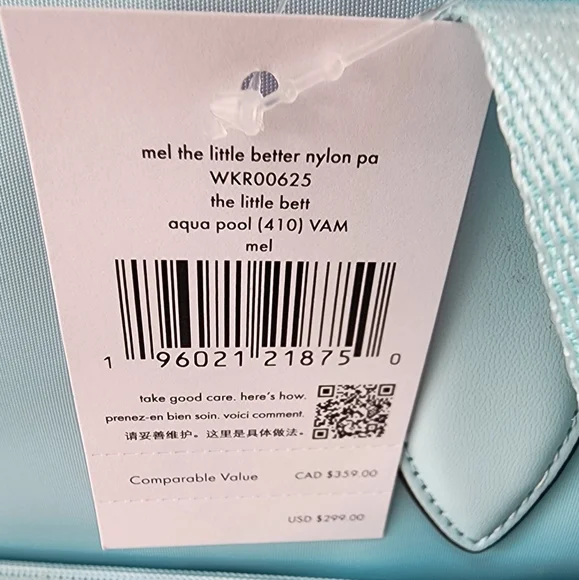 mel the little better nylon pa
WKR00625
the little bett
aqua pool (410) VAM
mel
1 96021 21875 0
take good care. here's how.
prenez-en bien soin. voici comment.
请妥善维护。这里是具体做法。
Comparable Value CAD $359.00
USD $299.00